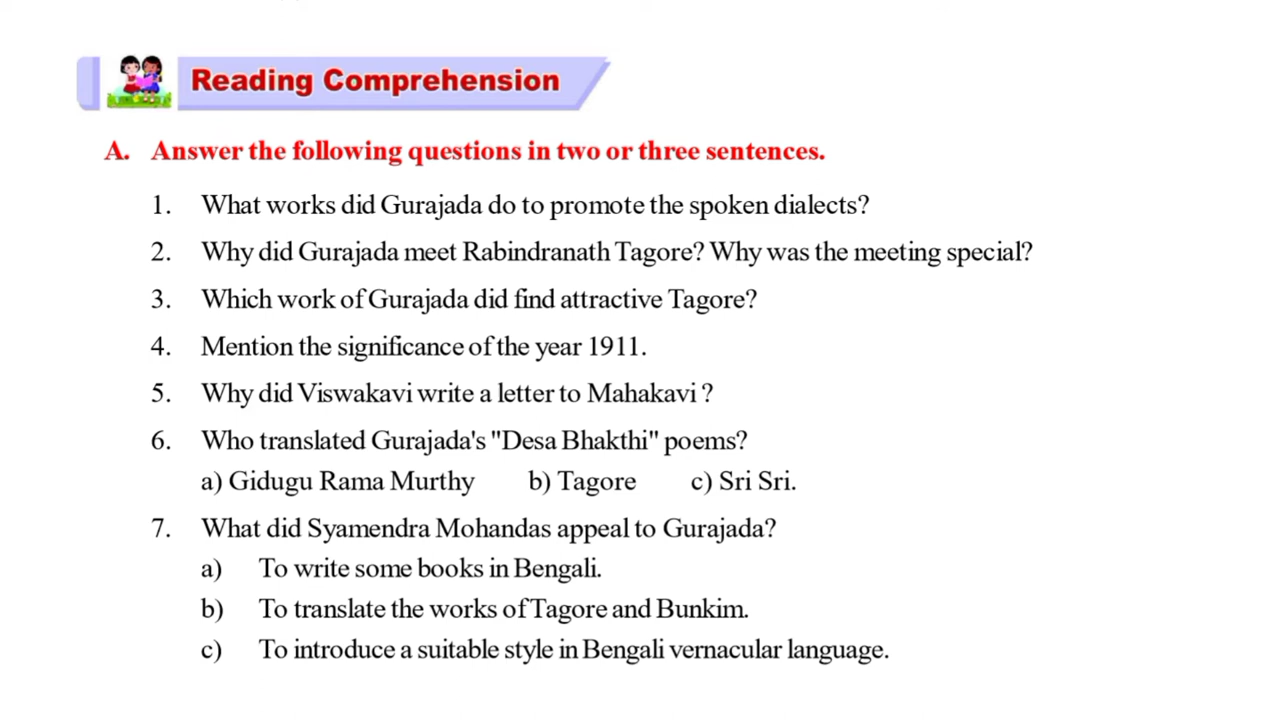 Reading Comprehension
A. Answer the following questions in two or three sentences.
1. What works did Gurajada do to promote the spoken dialects?
2. Why did Gurajada meet Rabindranath Tagore? Why was the meeting special?
3. Which work of Gurajada did find attractive Tagore?
4. Mention the significance of the year 1911.
5. Why did Viswakavi write a letter to Mahakavi ?
6. Who translated Gurajada's "Desa Bhakthi" poems?
a) Gidugu Rama Murthy b) Tagore c) Sri Sri.
7. What did Syamendra Mohandas appeal to Gurajada?
a) To write some books in Bengali.
b) To translate the works of Tagore and Bunkim.
c) To introduce a suitable style in Bengali vernacular language.